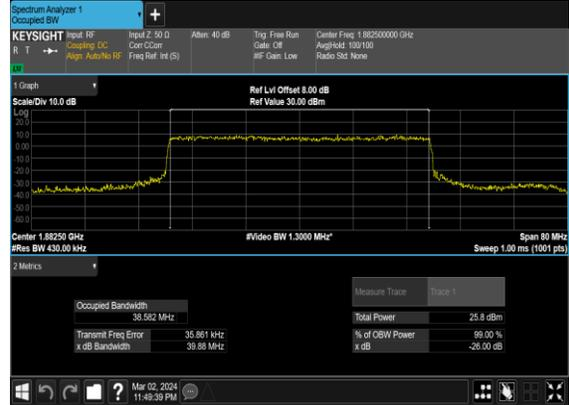 Spectrum Analyzer 1
Occupied BW
KEYSIGHT
R T
Input: RF
Coupling: DC
Align: Auto/No RF
Input Z: 50 Ω
Corr CCorr
Freq Ref: Int (S)
Atten: 40 dB
Trig: Free Run
Gate: Off
#IF Gain: Low
Center Freq: 1.882500000 GHz
Avg|Hold: 100/100
Radio Std: None
1 Graph
Scale/Div 10.0 dB
Ref Lvl Offset 8.00 dB
Ref Value 30.00 dBm
Log
20.0
10.0
0.00
-10.0
-20.0
-30.0
-40.0
-50.0
-60.0
Center 1.88250 GHz
#Res BW 430.00 kHz
#Video BW 1.3000 MHz*
Span 80 MHz
Sweep 1.00 ms (1001 pts)
2 Metrics
Measure Trace
Trace 1
Occupied Bandwidth
38.582 MHz
Total Power
25.8 dBm
Transmit Freq Error
35.861 kHz
% of OBW Power
99.00 %
x dB Bandwidth
39.88 MHz
x dB
-26.00 dB
?
Mar 02, 2024
11:49:39 PM